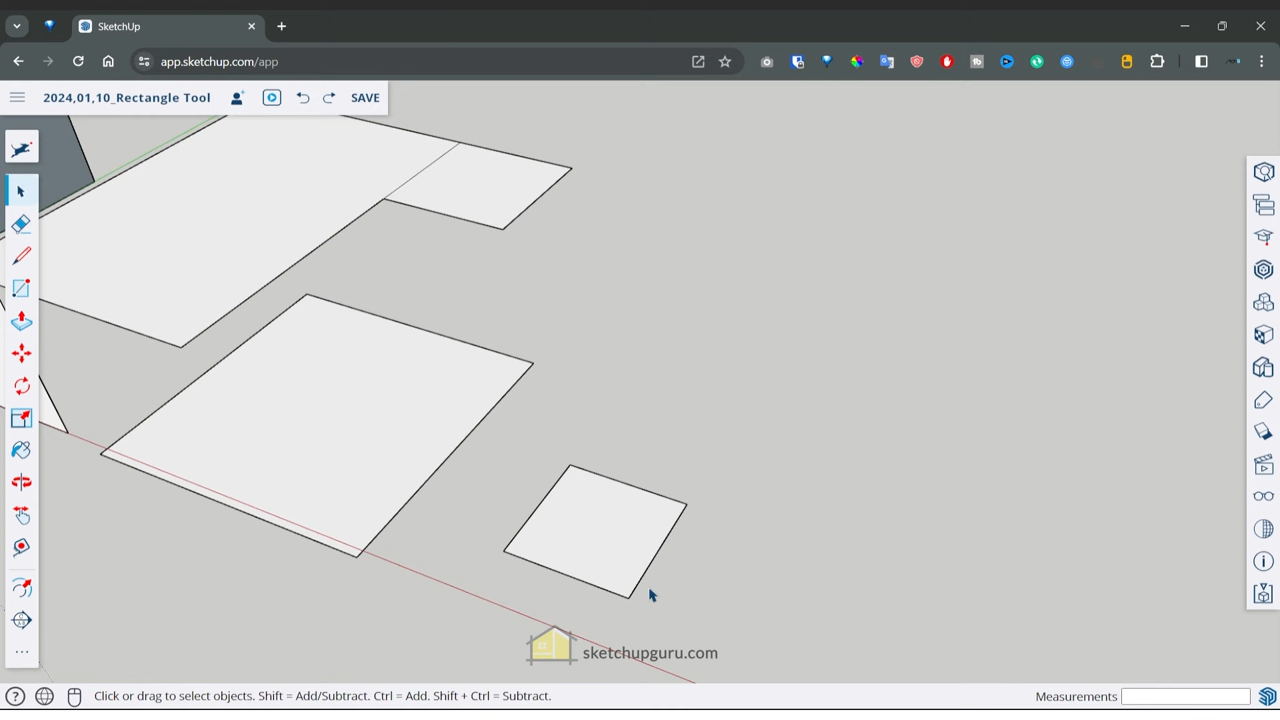 SketchUp
app.sketchup.com/app
2024,01,10_Rectangle Tool
SAVE
sketchupguru.com
Click or drag to select objects. Shift = Add/Subtract. Ctrl = Add. Shift + Ctrl = Subtract.
Measurements